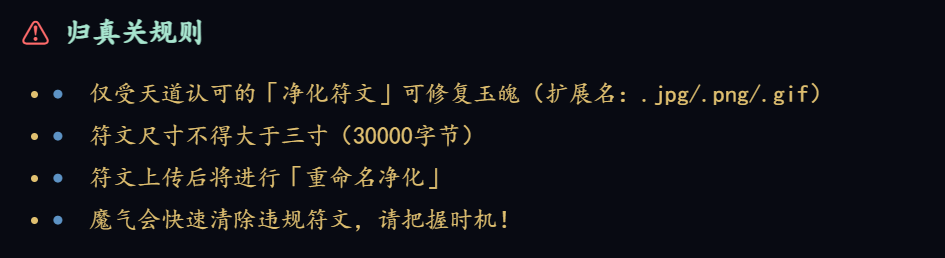 归真关规则
仅受天道认可的「净化符文」可修复玉魄（扩展名：.jpg/.png/.gif）
符文尺寸不得大于三寸（30000字节）
符文上传后将进行「重命名净化」
魔气会快速清除违规符文，请把握时机！